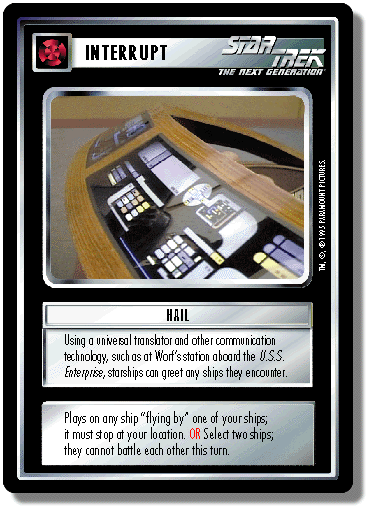 INTERRUPT
STAR TREK
THE NEXT GENERATION®
TM, ®, © 1995 PARAMOUNT PICTURES.
HAIL
Using a universal translator and other communication
technology, such as at Worf's station aboard the U.S.S.
Enterprise, starships can greet any ships they encounter.
Plays on any ship "flying by" one of your ships;
it must stop at your location. OR Select two ships;
they cannot battle each other this turn.